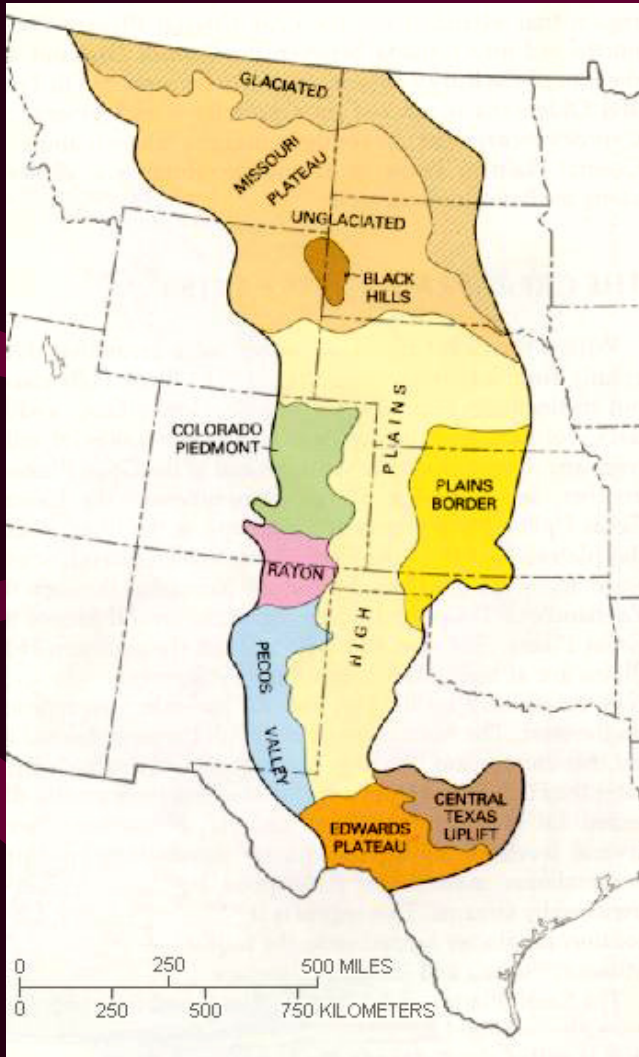 GLACIATED
MISSOURI
PLATEAU
UNGLACIATED
BLACK
HILLS
COLORADO
PIEDMONT
PLAINS
PLAINS
BORDER
RATON
HIGH
PECOS
VALLEY
CENTRAL
TEXAS
UPLIFT
EDWARDS
PLATEAU
0 250 500 MILES
0 250 500 750 KILOMETERS